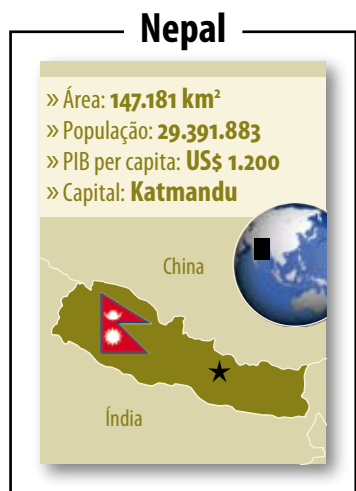 Nepal
» Área: 147.181 km²
» População: 29.391.883
» PIB per capita: US$ 1.200
» Capital: Katmandu
China
Índia